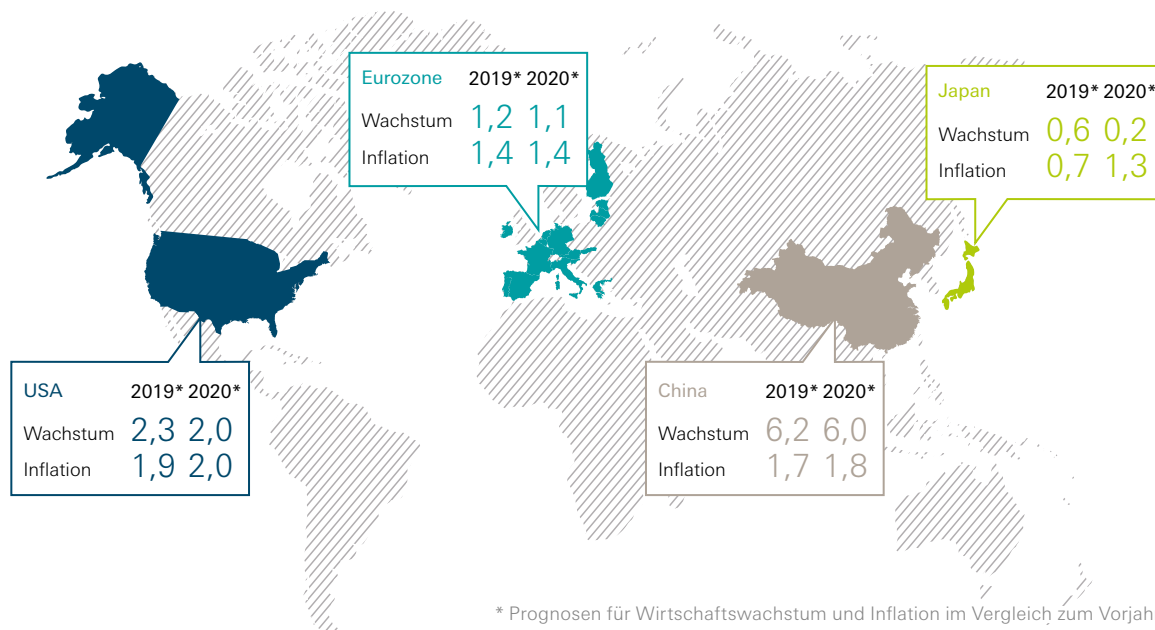 Eurozone 2019* 2020*
Wachstum 1,2 1,1
Inflation 1,4 1,4
Japan 2019* 2020*
Wachstum 0,6 0,2
Inflation 0,7 1,3
USA 2019* 2020*
Wachstum 2,3 2,0
Inflation 1,9 2,0
China 2019* 2020*
Wachstum 6,2 6,0
Inflation 1,7 1,8
* Prognosen für Wirtschaftswachstum und Inflation im Vergleich zum Vorjah